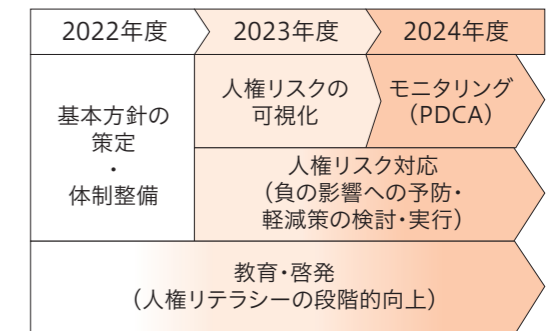 2022年度
2023年度
2024年度
基本方針の
策定
・
体制整備
人権リスクの
可視化
モニタリング
（PDCA）
人権リスク対応
（負の影響への予防・
軽減策の検討・実行）
教育・啓発
（人権リテラシーの段階的向上）